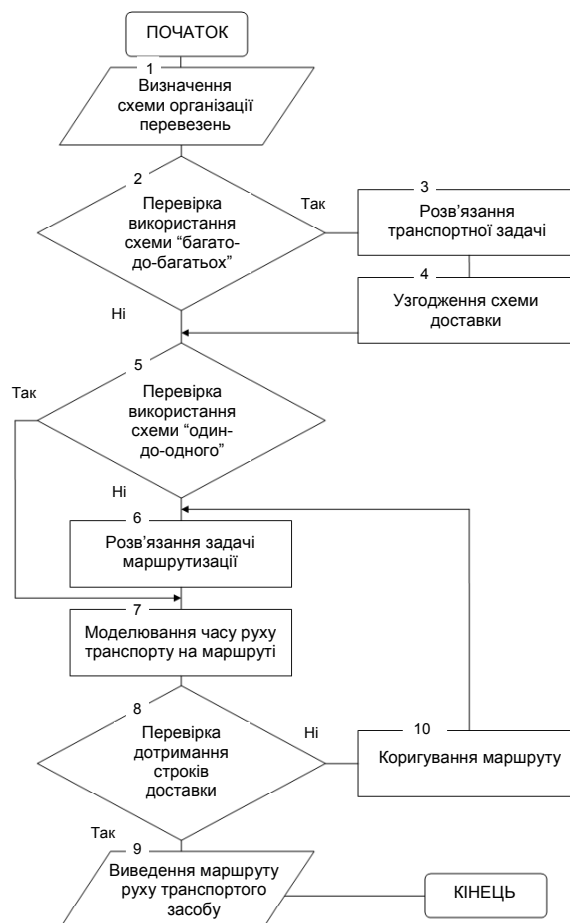 ПОЧАТОК
1
Визначення
схеми організації
перевезень
2
Перевірка
використання
схеми “багато-
до-багатьох”
Так
3
Розв’язання
транспортної задачі
4
Узгодження схеми
доставки
Ні
5
Перевірка
використання
схеми “один-
до-одного”
Так
Ні
6
Розв’язання задачі
маршрутизації
7
Моделювання часу руху
транспорту на маршруті
8
Перевірка
дотримання
строків
доставки
Ні
10
Коригування маршруту
Так
9
Виведення маршруту
руху транспортого
засобу
КІНЕЦЬ